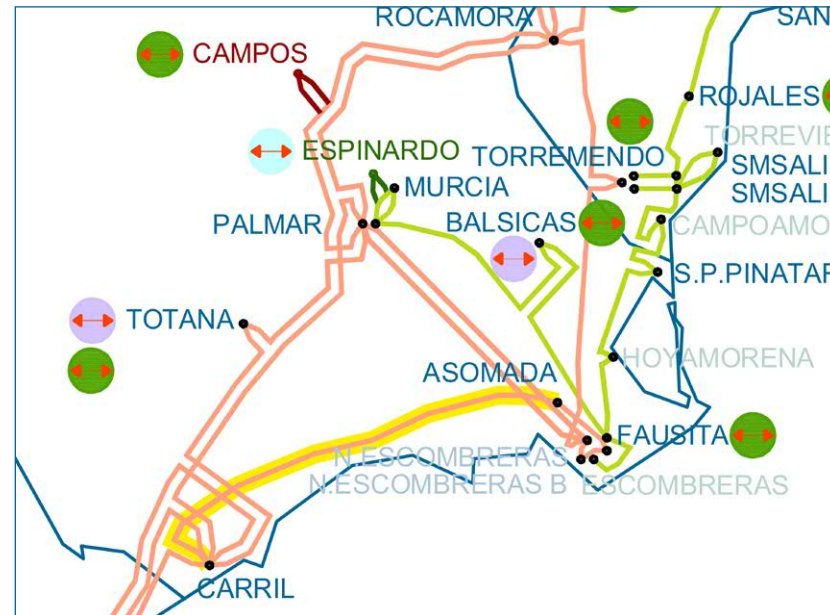 ROCAMORA
SAN
CAMPOS
ROJALES
ESPINARDO
TORREVIE
TORREMENDO
SMSALI
MURCIA
SMSALI
PALMAR
BALSICAS
CAMPOAMO
S.P.PINATAR
TOTANA
HOYAMORENA
ASOMADA
FAUSITA
N.ESCOMBRERAS
N.ESCOMBRERAS B
ESCOMBRERAS
CARRIL